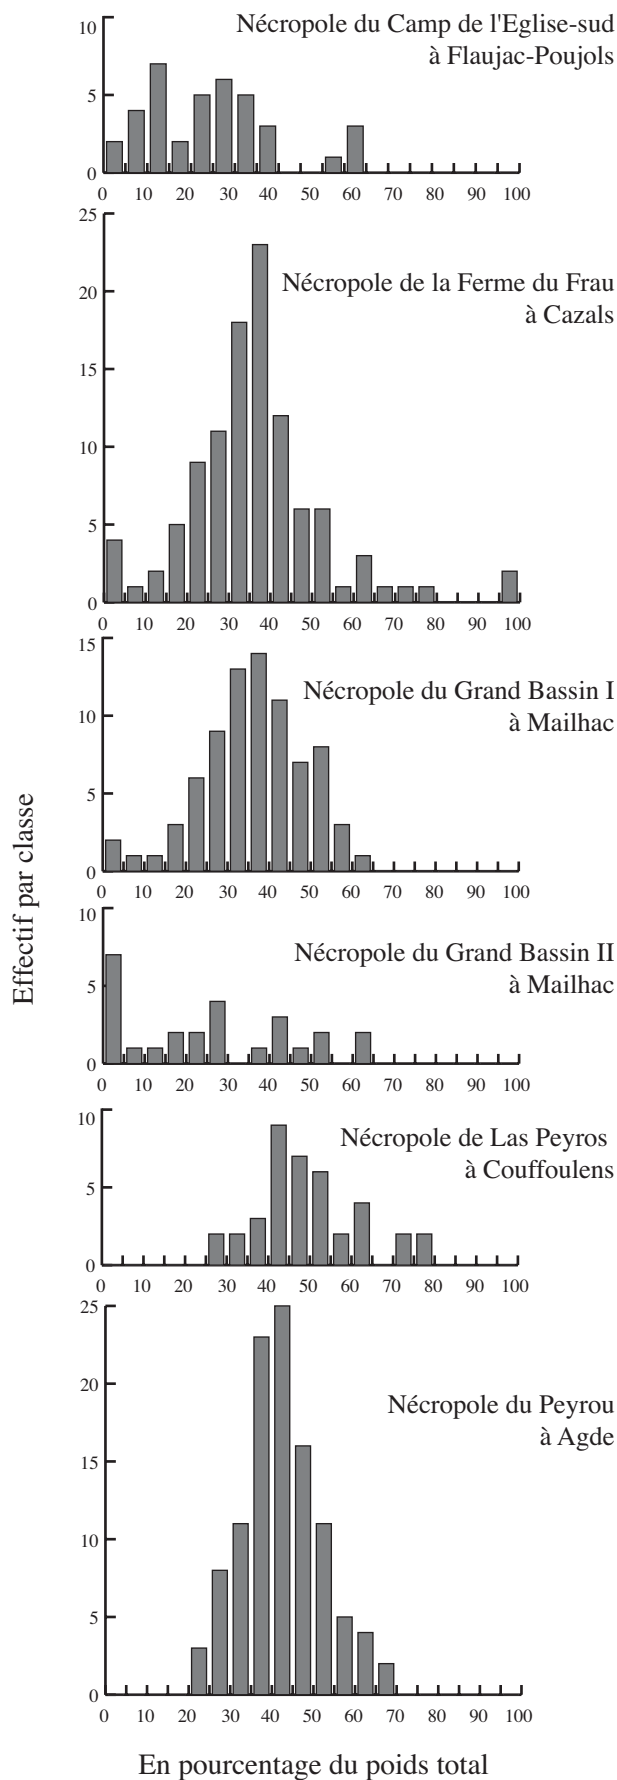 Nécropole du Camp de l'Eglise-sud
à Flaujac-Poujols
10
5
0
0 10 20 30 40 50 60 70 80 90 100
25
20
15
10
5
0
Nécropole de la Ferme du Frau
à Cazals
0 10 20 30 40 50 60 70 80 90 100
15
10
5
0
Nécropole du Grand Bassin I
à Mailhac
0 10 20 30 40 50 60 70 80 90 100
Effectif par classe
10
5
0
Nécropole du Grand Bassin II
à Mailhac
0 10 20 30 40 50 60 70 80 90 100
10
5
0
Nécropole de Las Peyros
à Couffoulens
0 10 20 30 40 50 60 70 80 90 100
25
20
15
10
5
0
Nécropole du Peyrou
à Agde
0 10 20 30 40 50 60 70 80 90 100
En pourcentage du poids total